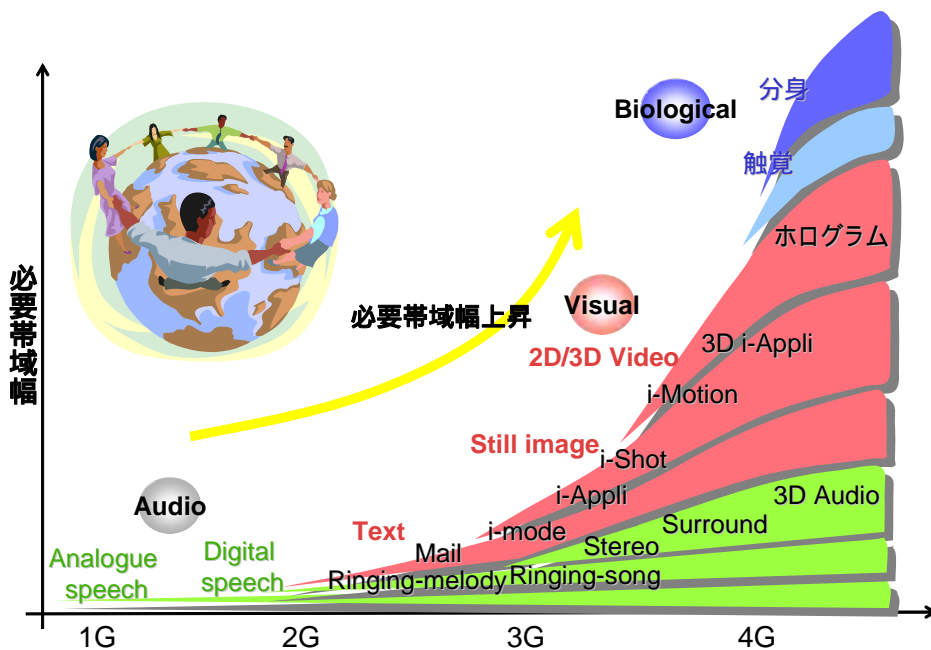 分身
Biological
触覚
ホログラム
必要帯域幅
必要帯域幅上昇
Visual
2D/3D Video
3D i-Appli
i-Motion
Still image
i-Shot
i-Appli
3D Audio
Audio
Text
i-mode
Surround
Mail
Stereo
Analogue
speech
Digital
speech
Ringing-melody
Ringing-song
1G
2G
3G
4G